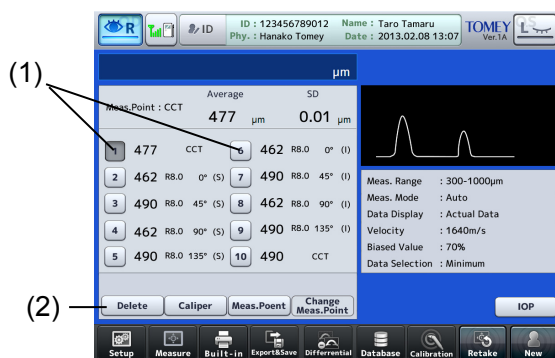 R
ID
ID : 123456789012 Name : Taro Tamaru
Phy. : Hanako Tomey Date : 2013.02.08 13:07
TOMEY
Ver.1A
L
(1)
µm
Average SD
Meas.Point : CCT
477 µm 0.01 µm
1 477 CCT 6 462 R8.0 0° (I)
2 462 R8.0 0° (S) 7 490 R8.0 45° (I)
3 490 R8.0 45° (S) 8 462 R8.0 90° (I)
4 462 R8.0 90° (S) 9 490 R8.0 135° (I)
5 490 R8.0 135° (S) 10 490 CCT
Meas. Range : 300-1000µm
Meas. Mode : Auto
Data Display : Actual Data
Velocity : 1640m/s
Biased Value : 70%
Data Selection : Minimum
(2)
Delete Caliper Meas.Poent Change
Meas.Point
IOP
Setup Measure Built-in Export&Save Differential Database Calibration Retake New